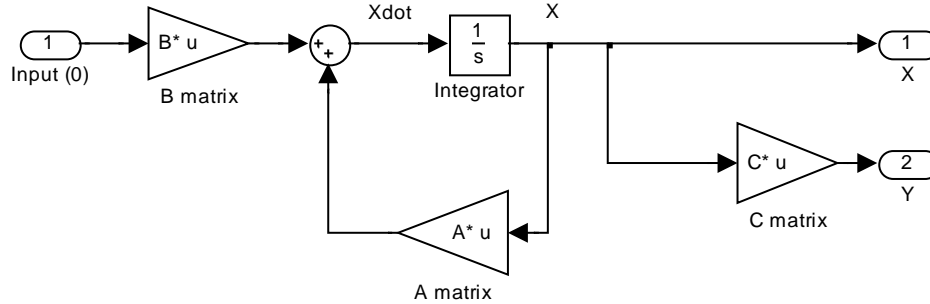 Xdot
X
1
B* u
+
+
1
s
1
Input (0)
B matrix
Integrator
X
C* u
2
Y
C matrix
A* u
A matrix